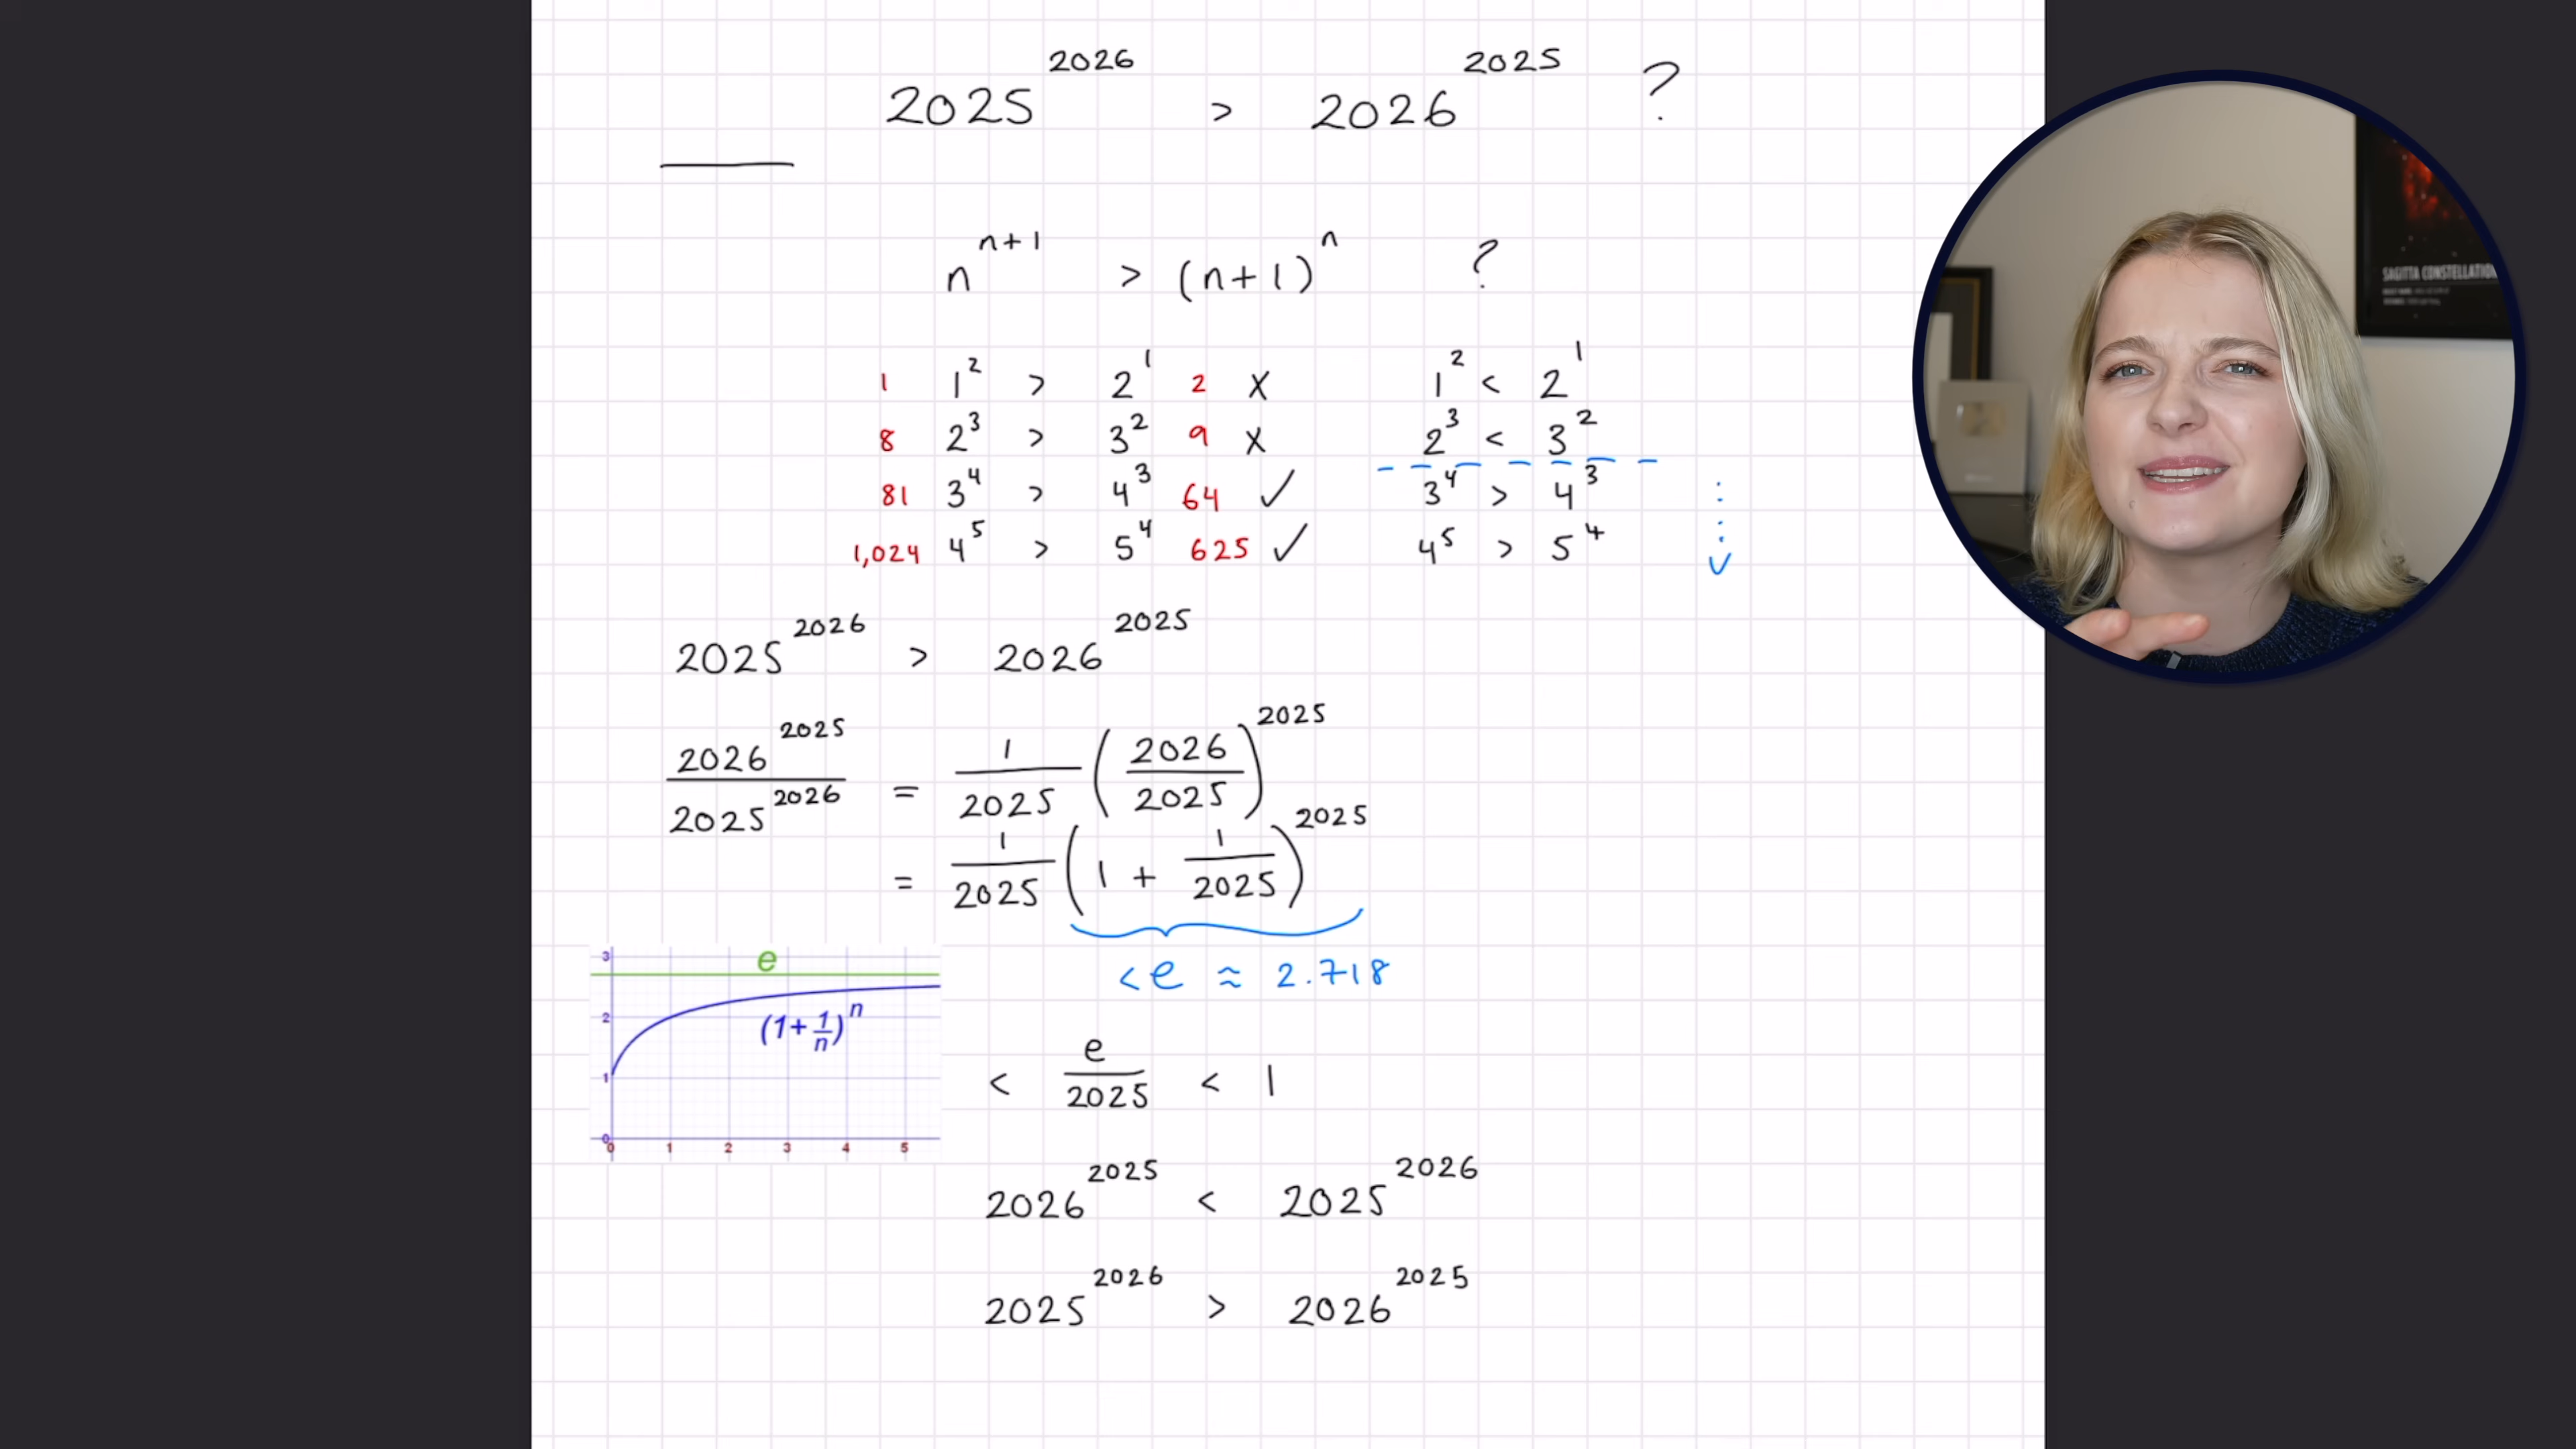 2025^2026 > 2026^2025 ?
n^n+1 > (n+1)^n ?
1 1^2 > 2^1 2 X 1^2 < 2^1
8 2^3 > 3^2 9 X 2^3 < 3^2
81 3^4 > 4^3 64 ✓ 3^4 > 4^3
1,024 4^5 > 5^4 625 ✓ 4^5 > 5^4
2025^2026 > 2026^2025
2026^2025 / 2025^2026 = 1/2025 (2026/2025)^2025
= 1/2025 (1 + 1/2025)^2025
< e ≈ 2.718
3 e
2 (1+1/n)^n
1
0
0 1 2 3 4 5
< e/2025 < 1
2026^2025 < 2025^2026
2025^2026 > 2026^2025
SAGITTA CONSTELLATION